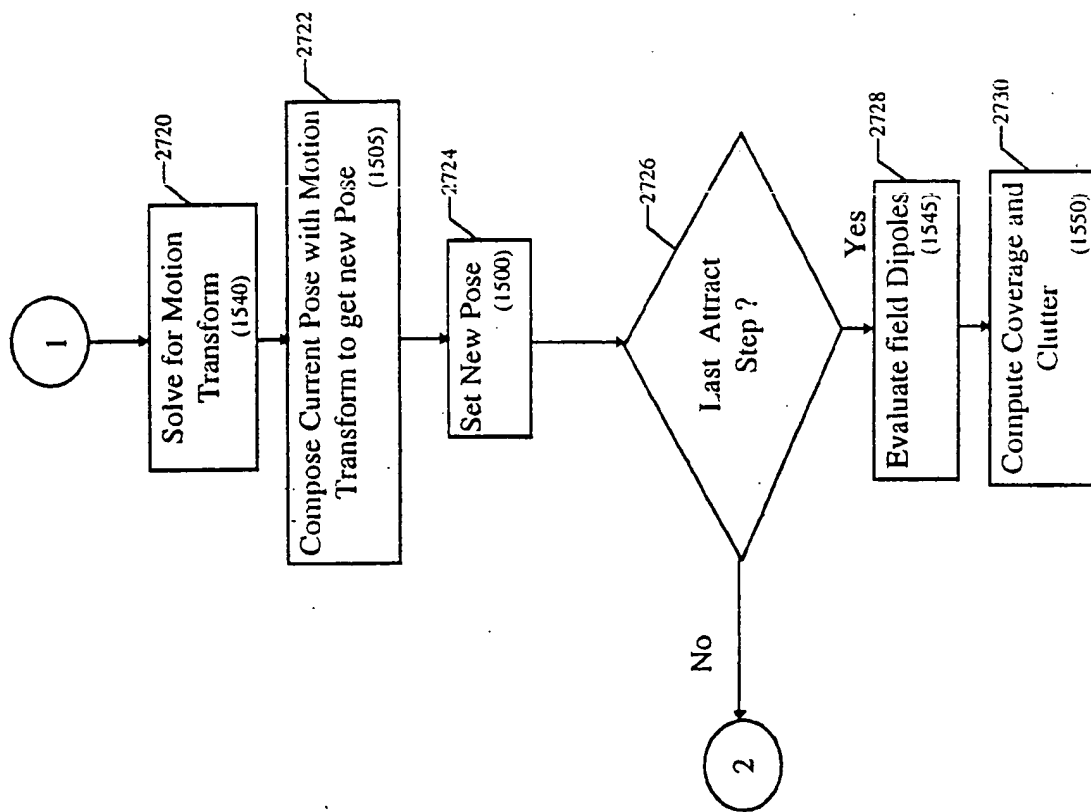 1
2720
Solve for Motion
Transform
(1540)
2722
Compose Current Pose with Motion
Transform to get new Pose
(1505)
2724
Set New Pose
(1500)
2726
Last Attract
Step ?
No
2
Yes
2728
Evaluate field Dipoles
(1545)
2730
Compute Coverage and
Clutter
(1550)